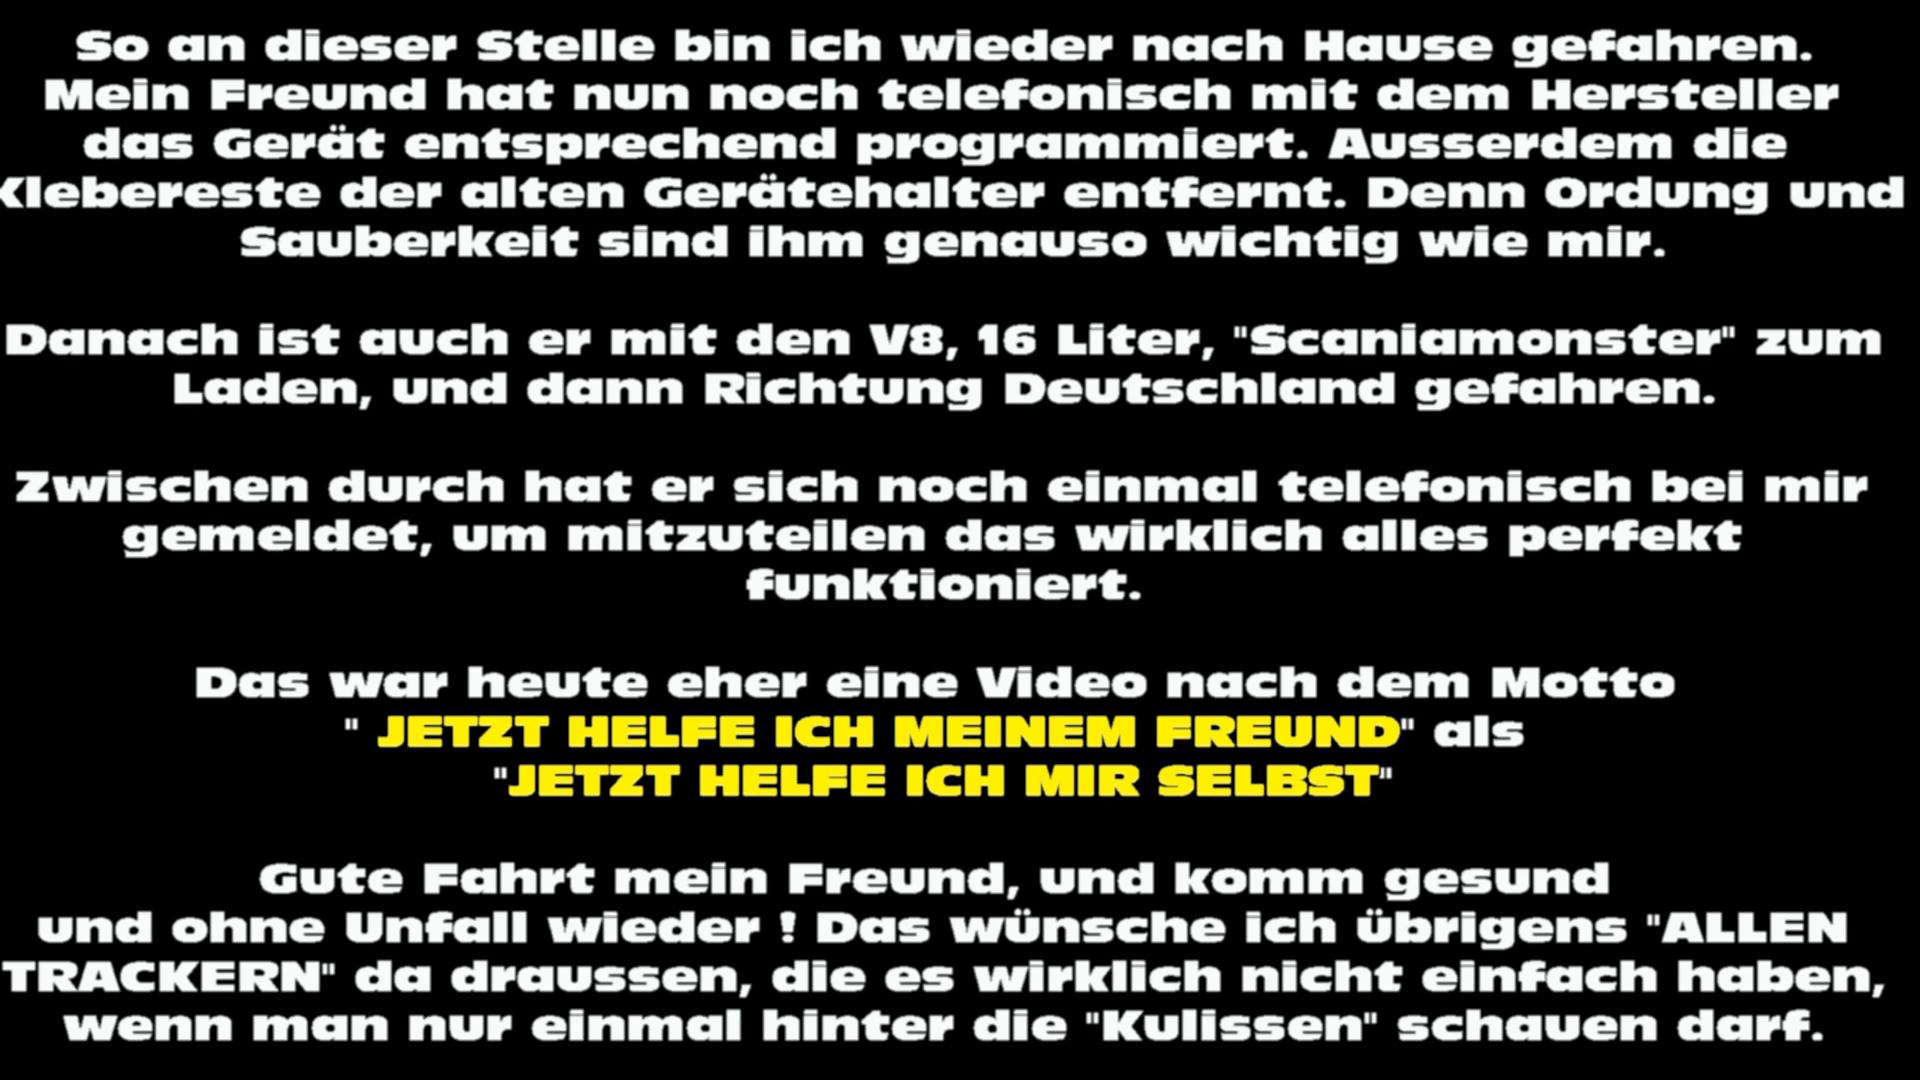 So an dieser Stelle bin ich wieder nach Hause gefahren.
Mein Freund hat nun noch telefonisch mit dem Hersteller
das Gerät entsprechend programmiert. Ausserdem die
Klebereste der alten Gerätehalter entfernt. Denn Ordung und
Sauberkeit sind ihm genauso wichtig wie mir.
Danach ist auch er mit den V8, 16 Liter, "Scaniamonster" zum
Laden, und dann Richtung Deutschland gefahren.
Zwischen durch hat er sich noch einmal telefonisch bei mir
gemeldet, um mitzuteilen das wirklich alles perfekt
funktioniert.
Das war heute eher eine Video nach dem Motto
" JETZT HELFE ICH MEINEM FREUND" als
"JETZT HELFE ICH MIR SELBST"
Gute Fahrt mein Freund, und komm gesund
und ohne Unfall wieder ! Das wünsche ich übrigens "ALLEN
TRACKERN" da draussen, die es wirklich nicht einfach haben,
wenn man nur einmal hinter die "Kulissen" schauen darf.